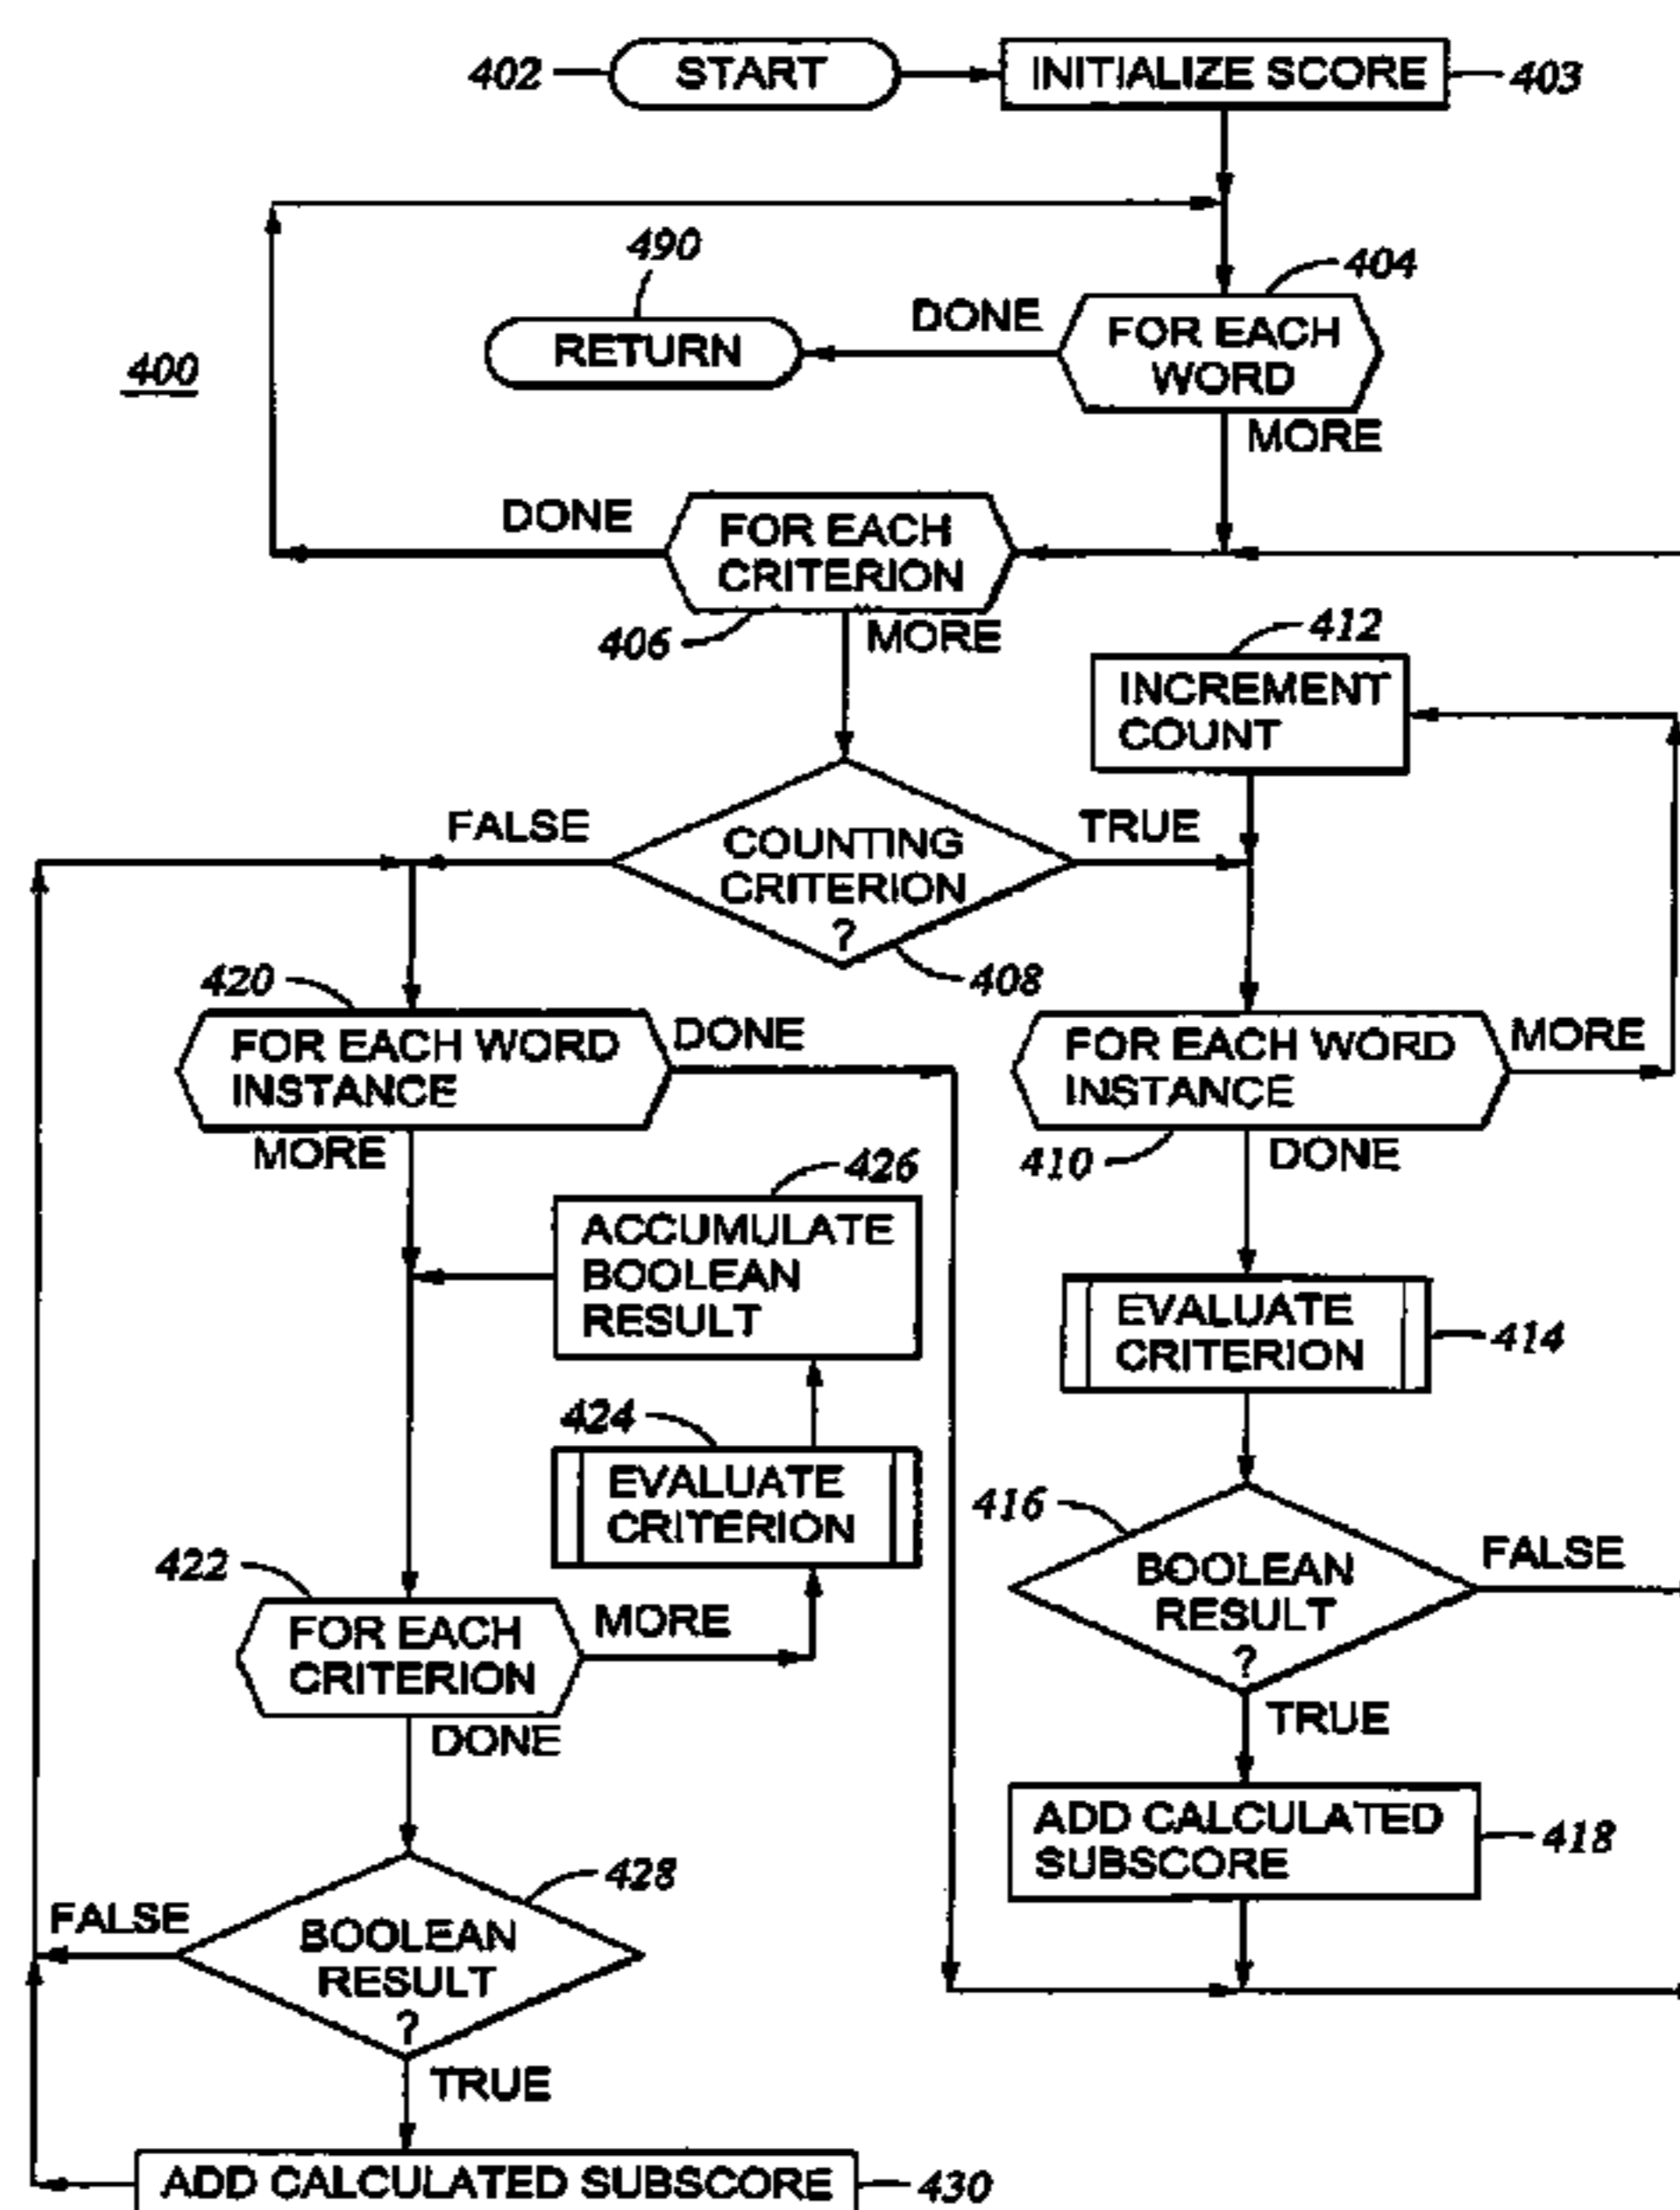 402
START
INITIALIZE SCORE
403
490
404
DONE
FOR EACH
WORD
RETURN
400
MORE
DONE
FOR EACH
CRITERION
406
MORE
412
INCREMENT
COUNT
FALSE
COUNTING
CRITERION
?
TRUE
408
420
FOR EACH WORD
INSTANCE
DONE
FOR EACH WORD
INSTANCE
MORE
MORE
410
DONE
426
ACCUMULATE
BOOLEAN
RESULT
EVALUATE
CRITERION
414
424
EVALUATE
CRITERION
416
BOOLEAN
RESULT
?
FALSE
422
FOR EACH
CRITERION
MORE
DONE
TRUE
ADD CALCULATED
SUBSCORE
418
428
FALSE
BOOLEAN
RESULT
?
TRUE
ADD CALCULATED SUBSCORE
430